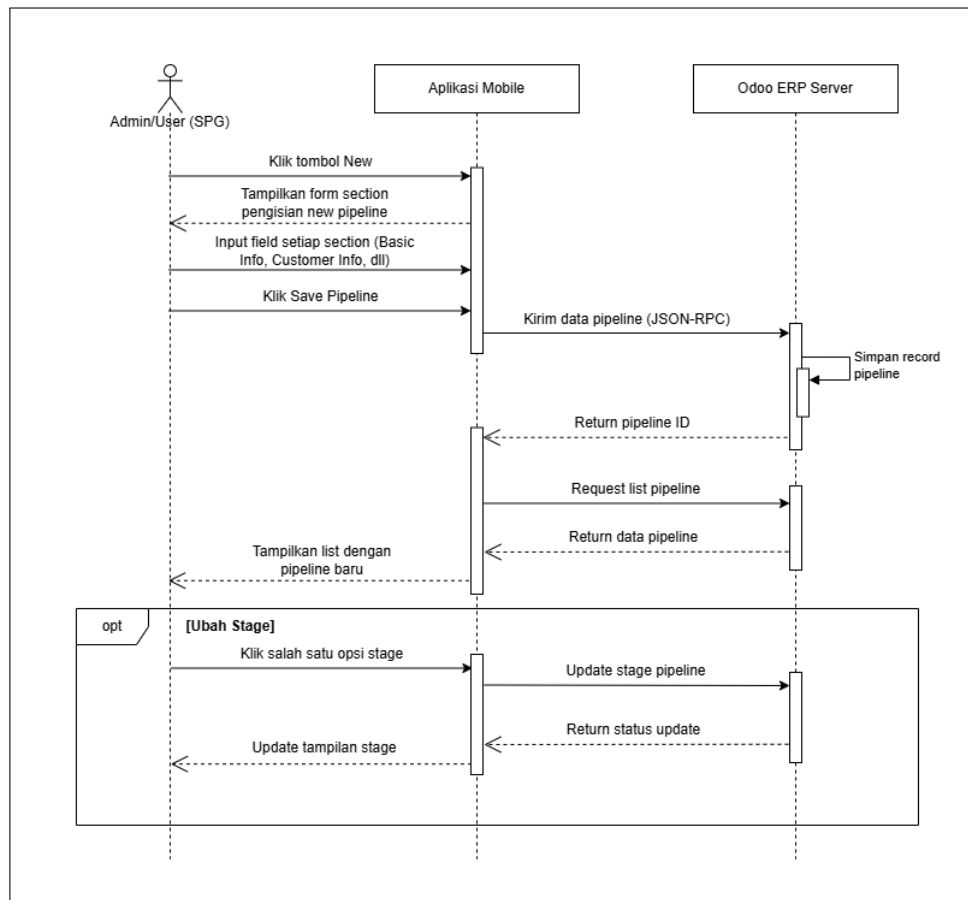 Admin/User (SPG)
Aplikasi Mobile
Odoo ERP Server
Klik tombol New
Tampilkan form section
pengisian new pipeline
Input field setiap section (Basic
Info, Customer Info, dll)
Klik Save Pipeline
Kirim data pipeline (JSON-RPC)
Simpan record
pipeline
Return pipeline ID
Request list pipeline
Return data pipeline
Tampilkan list dengan
pipeline baru
opt
[Ubah Stage]
Klik salah satu opsi stage
Update stage pipeline
Return status update
Update tampilan stage